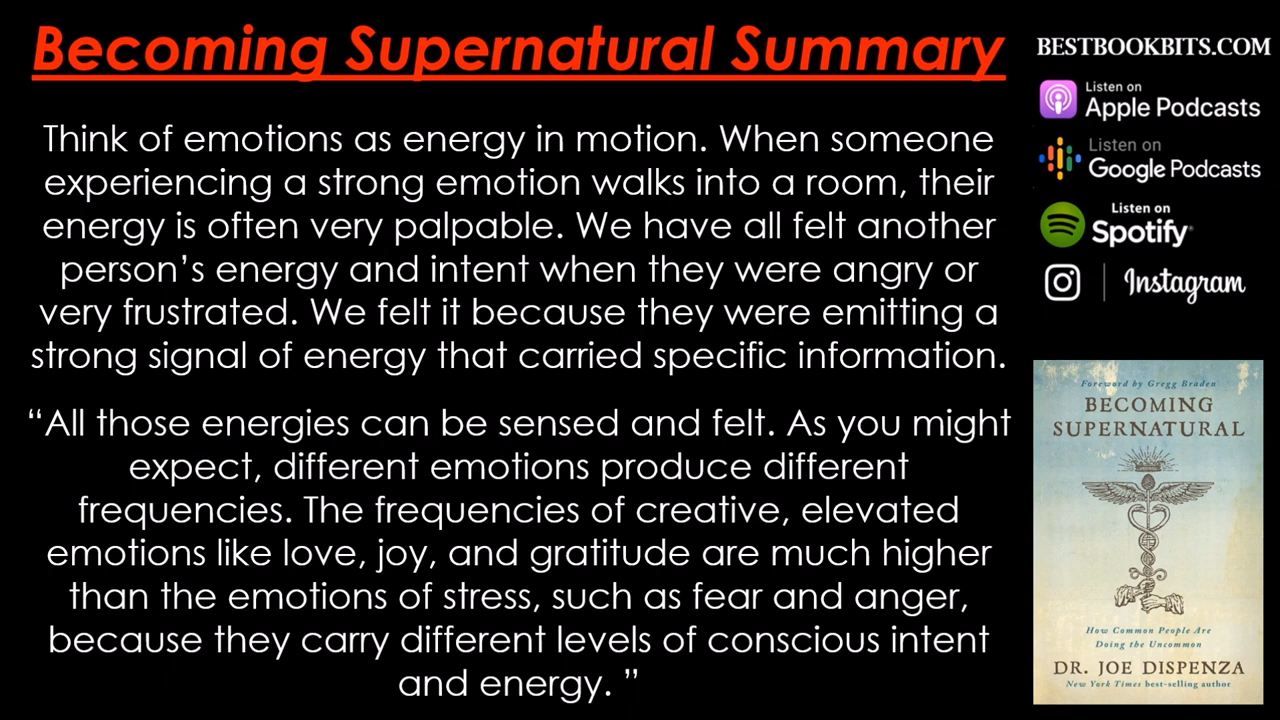 Becoming Supernatural Summary
Think of emotions as energy in motion. When someone
experiencing a strong emotion walks into a room, their
energy is often very palpable. We have all felt another
person’s energy and intent when they were angry or
very frustrated. We felt it because they were emitting a
strong signal of energy that carried specific information.
“All those energies can be sensed and felt. As you might
expect, different emotions produce different
frequencies. The frequencies of creative, elevated
emotions like love, joy, and gratitude are much higher
than the emotions of stress, such as fear and anger,
because they carry different levels of conscious intent
and energy. ”
BESTBOOKBITS.COM
Listen on
Apple Podcasts
Listen on
Google Podcasts
Listen on
Spotify
Instagram
Foreword by Gregg Braden
BECOMING
SUPERNATURAL
How Common People Are
Doing the Uncommon
DR. JOE DISPENZA
New York Times best-selling author